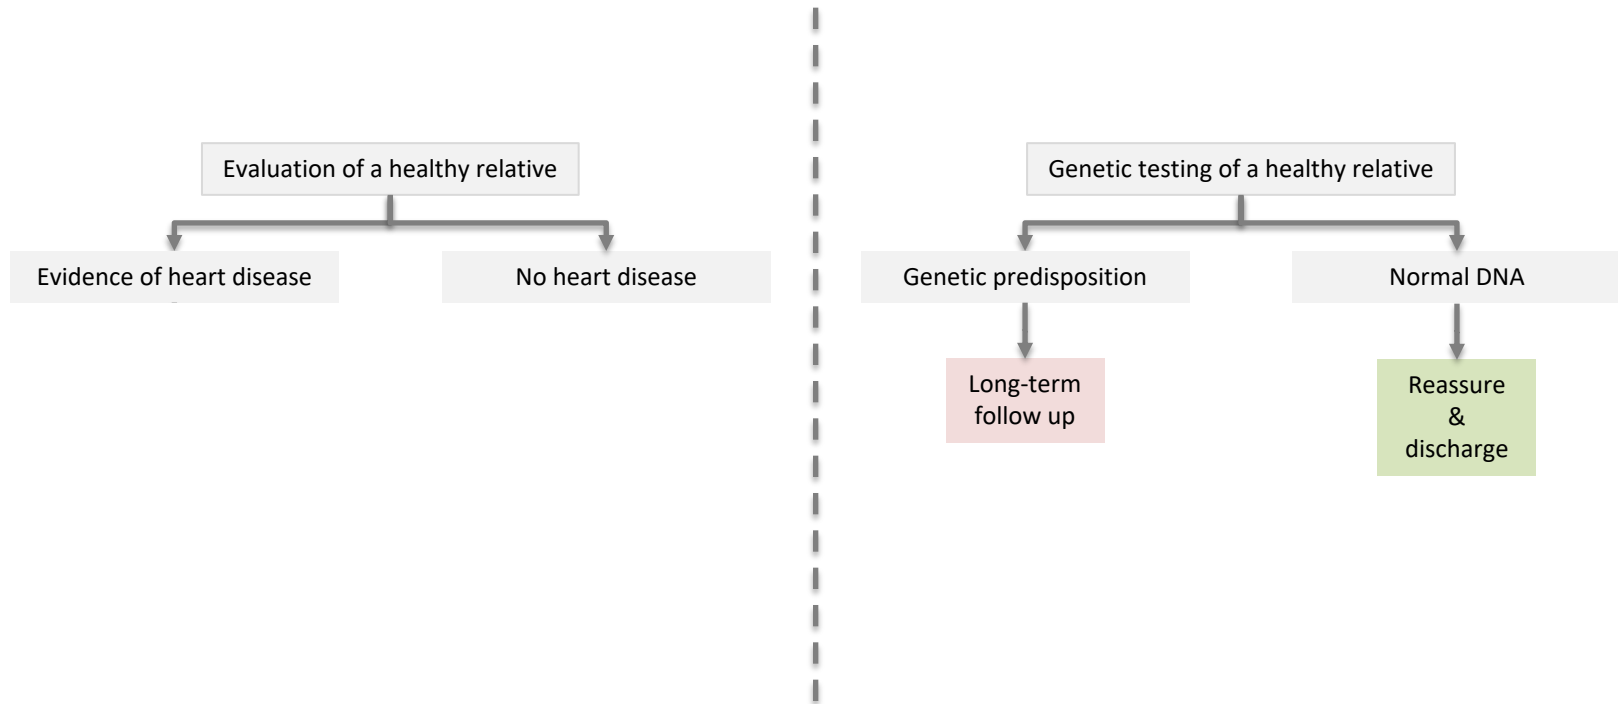 Evaluation of a healthy relative
Evidence of heart disease
No heart disease
Genetic testing of a healthy relative
Genetic predisposition
Normal DNA
Long-term
follow up
Reassure
&
discharge